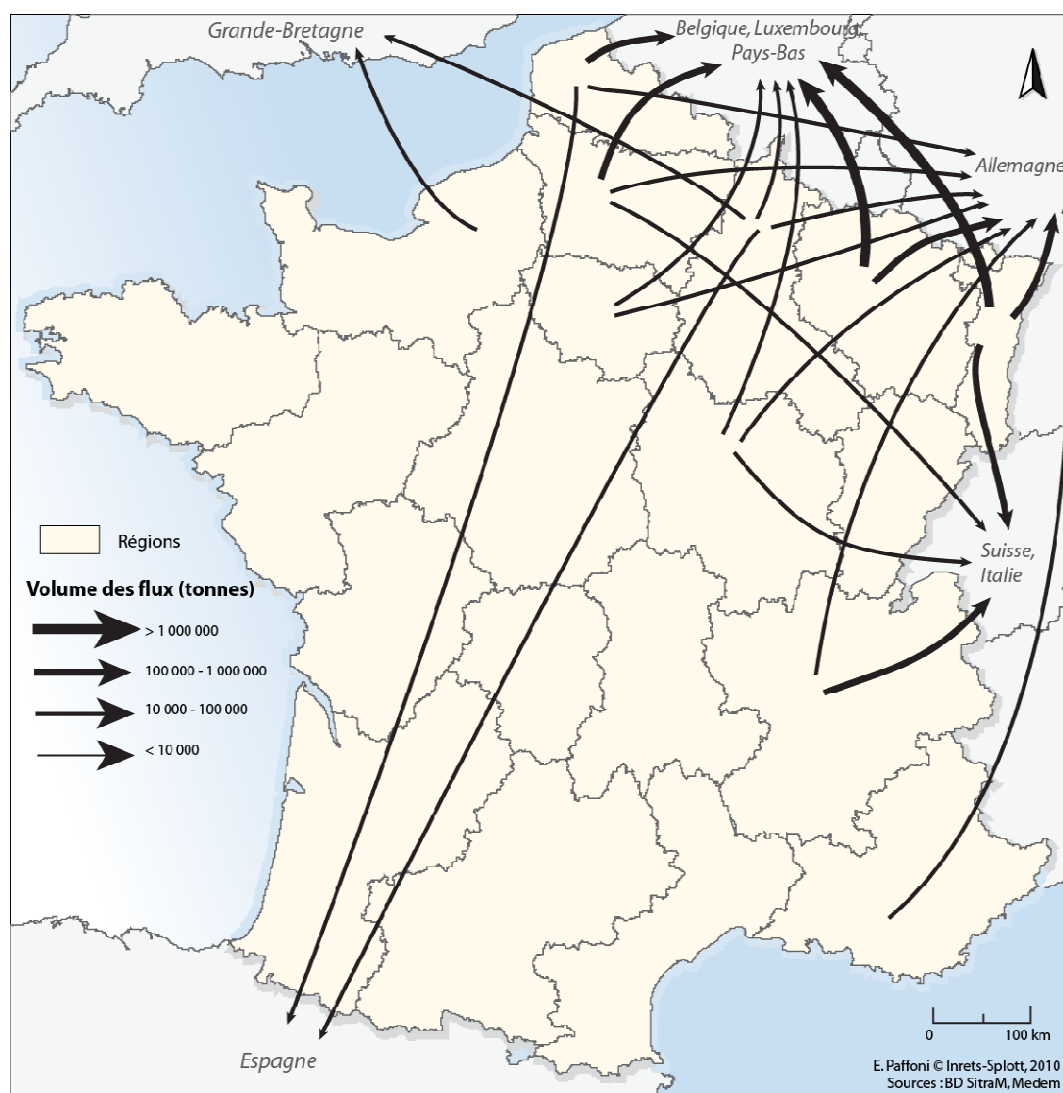 Grande-Bretagne
Belgique, Luxembourg,
Pays-Bas
Allemagne
Régions
Volume des flux (tonnes)
> 1 000 000
100 000 - 1 000 000
10 000 - 100 000
< 10 000
Suisse,
Italie
Espagne
0 100 km
E. Paffoni © Inrets-Splott, 2010
Sources : BD SitraM, Medem